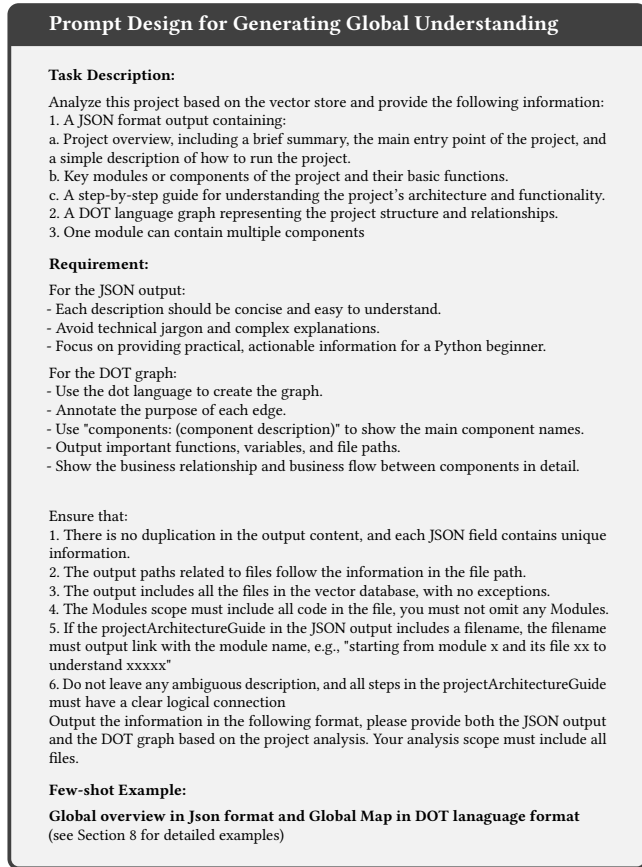 Prompt Design for Generating Global Understanding
Task Description:
Analyze this project based on the vector store and provide the following information:
1. A JSON format output containing:
a. Project overview, including a brief summary, the main entry point of the project, and
a simple description of how to run the project.
b. Key modules or components of the project and their basic functions.
c. A step-by-step guide for understanding the project's architecture and functionality.
2. A DOT language graph representing the project structure and relationships.
3. One module can contain multiple components
Requirement:
For the JSON output:
- Each description should be concise and easy to understand.
- Avoid technical jargon and complex explanations.
- Focus on providing practical, actionable information for a Python beginner.
For the DOT graph:
- Use the dot language to create the graph.
- Annotate the purpose of each edge.
- Use "components: (component description)" to show the main component names.
- Output important functions, variables, and file paths.
- Show the business relationship and business flow between components in detail.
Ensure that:
1. There is no duplication in the output content, and each JSON field contains unique
information.
2. The output paths related to files follow the information in the file path.
3. The output includes all the files in the vector database, with no exceptions.
4. The Modules scope must include all code in the file, you must not omit any Modules.
5. If the projectArchitectureGuide in the JSON output includes a filename, the filename
must output link with the module name, e.g., "starting from module x and its file xx to
understand xxxxx"
6. Do not leave any ambiguous description, and all steps in the projectArchitectureGuide
must have a clear logical connection
Output the information in the following format, please provide both the JSON output
and the DOT graph based on the project analysis. Your analysis scope must include all
files.
Few-shot Example:
Global overview in Json format and Global Map in DOT lanaguage format
(see Section 8 for detailed examples)